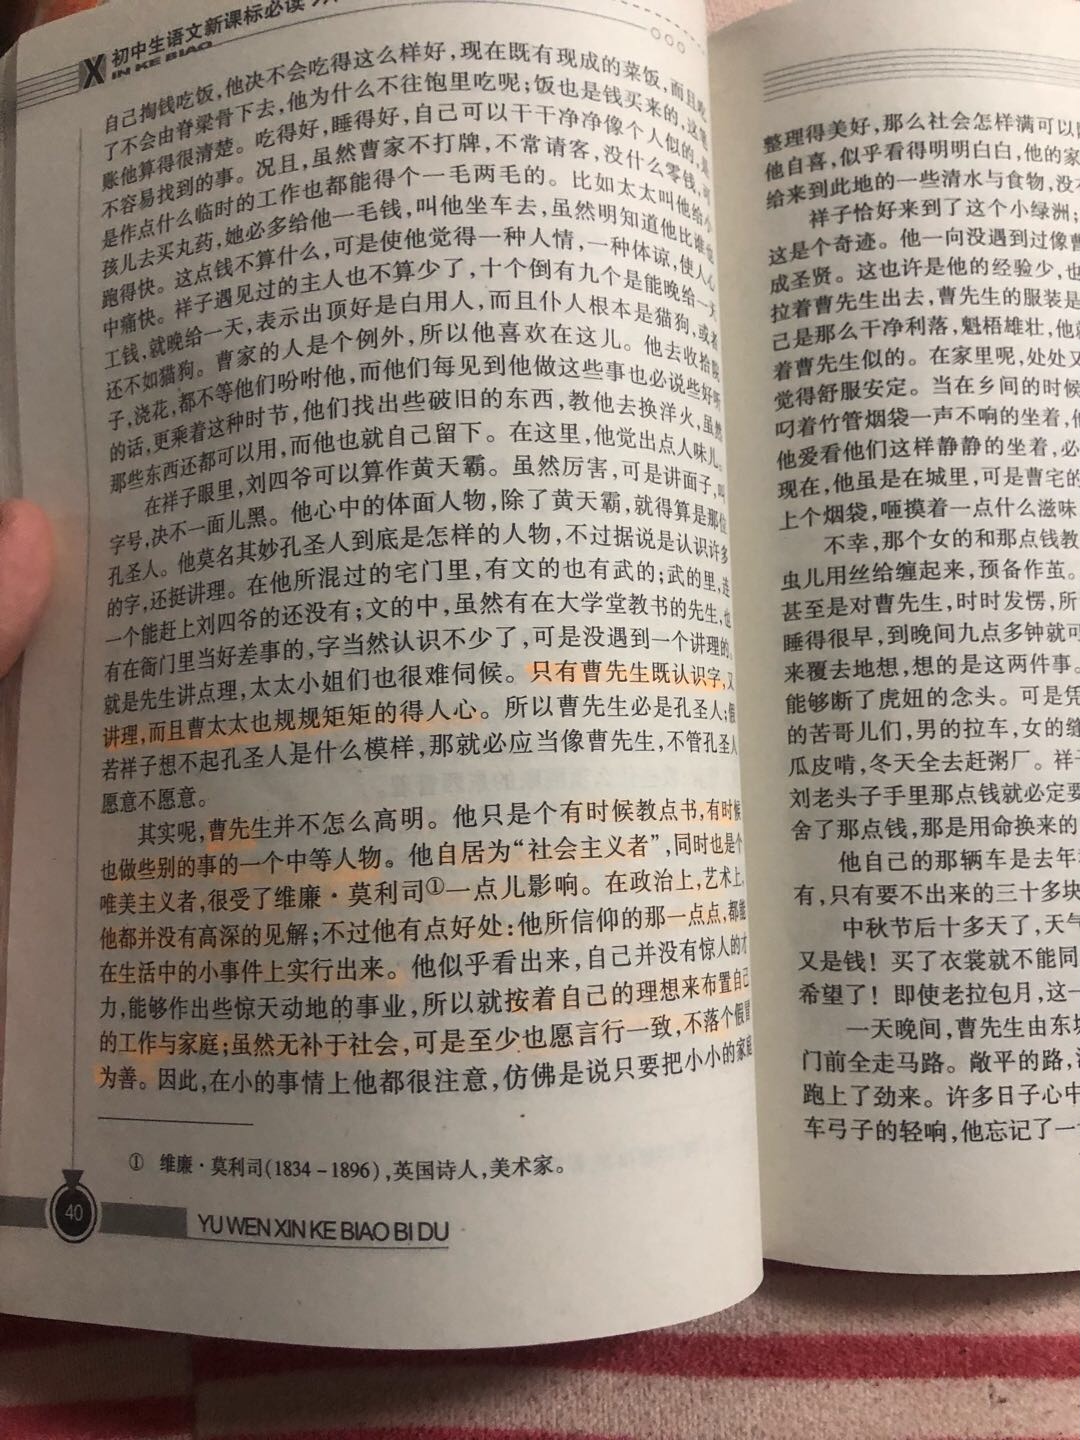 初中生语文新课标必读
XIN KE BIAO
自己掏钱吃饭，他决不会吃得这么样好，现在既有现成的菜饭，而且吃
了不会由脊梁骨下去，他为什么不往饱里吃呢；饭也是钱买来的，这笔
账他算得很清楚。吃得好，睡得好，自己可以干干净净像个人似的，是
不容易找到的事。况且，虽然曹家不打牌，不常请客，没什么零钱，可
是作点什么临时的工作也都能得个一毛两毛的。比如太太叫他给小
孩儿去买丸药，她必多给他一毛钱，叫他坐车去，虽然明知道他比谁也
跑得快。这点钱不算什么，可是使他觉得一种人情，一种体谅，使人心
中痛快。祥子遇见过的主人也不算少了，十个倒有九个是能晚给一天
工钱，就晚给一天，表示出顶好是白用人，而且仆人根本是猫狗，或者
还不如猫狗。曹家的人是个例外，所以他喜欢在这儿。他去收拾院
子，浇花，都不等他们吩咐他，而他们每见到他做这些事也必说些好听
的话，更乘着这种时节，他们找出些破旧的东西，教他去换洋火，虽然
那些东西还都可以用，而他也就自己留下。在这里，他觉出点人味儿。
在祥子眼里，刘四爷可以算作黄天霸。虽然厉害，可是讲面子，叫
字号，决不一面儿黑。他心中的体面人物，除了黄天霸，就得算是那位
孔圣人。他莫名其妙孔圣人到底是怎样的人物，不过据说是认识许多
的字，还挺讲理。在他所混过的宅门里，有文的也有武的；武的里，连
一个能赶上刘四爷的还没有；文的中，虽然有在大学堂教书的先生，也
有在衙门里当好差事的，字当然认识不少了，可是没遇到一个讲理的。
就是先生讲点理，太太小姐们也很难伺候。只有曹先生既认识字，又
讲理，而且曹太太也规规矩矩的得人心。所以曹先生必是孔圣人；假
若祥子想不起孔圣人是什么模样，那就必应当像曹先生，不管孔圣人
愿意不愿意。
其实呢，曹先生并不怎么高明。他只是个有时候教点书，有时候
也做些别的事的一个中等人物。他自居为“社会主义者”，同时也是个
唯美主义者，很受了维廉·莫利司①一点儿影响。在政治上，艺术上，
他都并没有高深的见解；不过他有点好处：他所信仰的那一点点，都能
在生活中的小事件上实行出来。他似乎看出来，自己并没有惊人的才
力，能够作出些惊天动地的事业，所以就按着自己的理想来布置自己
的工作与家庭；虽然无补于社会，可是至少也愿言行一致，不落个假冒
为善。因此，在小的事情上他都很注意，仿佛是说只要把小小的家庭
① 维廉·莫利司(1834-1896)，英国诗人，美术家。
40
YU WEN XIN KE BIAO BI DU
整理得美好，那么社会怎样满可以
他自喜，似乎看得明明白白，他的家
给来到此地的一些清水与食物，没
祥子恰好来到了这个小绿洲；
这是个奇迹。他一向没遇到过像曹
成圣贤。这也许是他的经验少，也
拉着曹先生出去，曹先生的服装是
己是那么干净利落，魁梧雄壮，他
着曹先生似的。在家里呢，处处又
觉得舒服安定。当在乡间的时候
叼着竹管烟袋一声不响的坐着，他
他爱看他们这样静静的坐着，必
现在，他虽是在城里，可是曹宅的
上个烟袋，咂摸着一点什么滋味
不幸，那个女的和那点钱教
虫儿用丝给缠起来，预备作茧。
甚至是对曹先生，时时发愣，所
睡得很早，到晚间九点多钟就可
来覆去地想，想的是这两件事。
能够断了虎妞的念头。可是凭
的苦哥儿们，男的拉车，女的缝
瓜皮啃，冬天全去赶粥厂。祥
刘老头子手里那点钱就必定要
舍了那点钱，那是用命换来的
他自己的那辆车是去年
有，只有要不出来的三十多块
中秋节后十多天了，天气
又是钱！买了衣裳就不能同
希望了！即使老拉包月，这一
一天晚间，曹先生由东城
门前全走马路。敞平的路，
跑上了劲来。许多日子心中
车弓子的轻响，他忘记了一